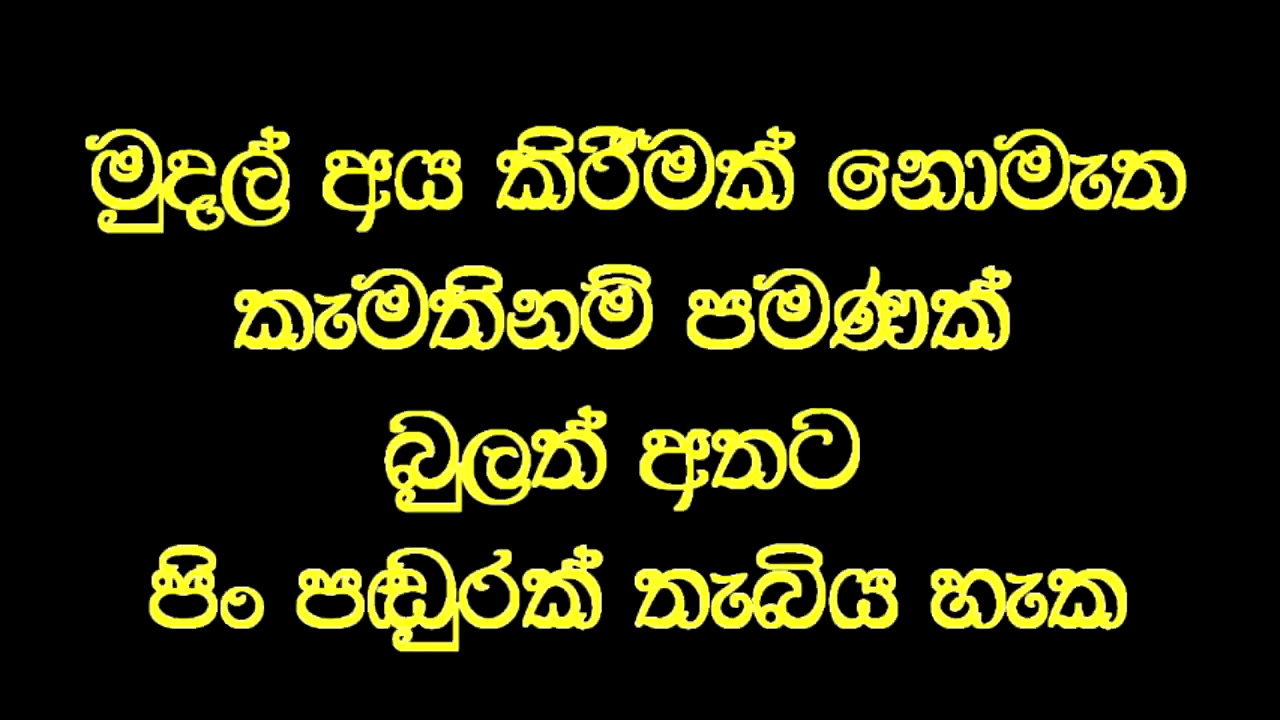 මුදල් අය කිරීමක් නොමැත
කැමතිනම් පමණක්
බුලත් අතට
පිං පඬුරක් තැබිය හැක